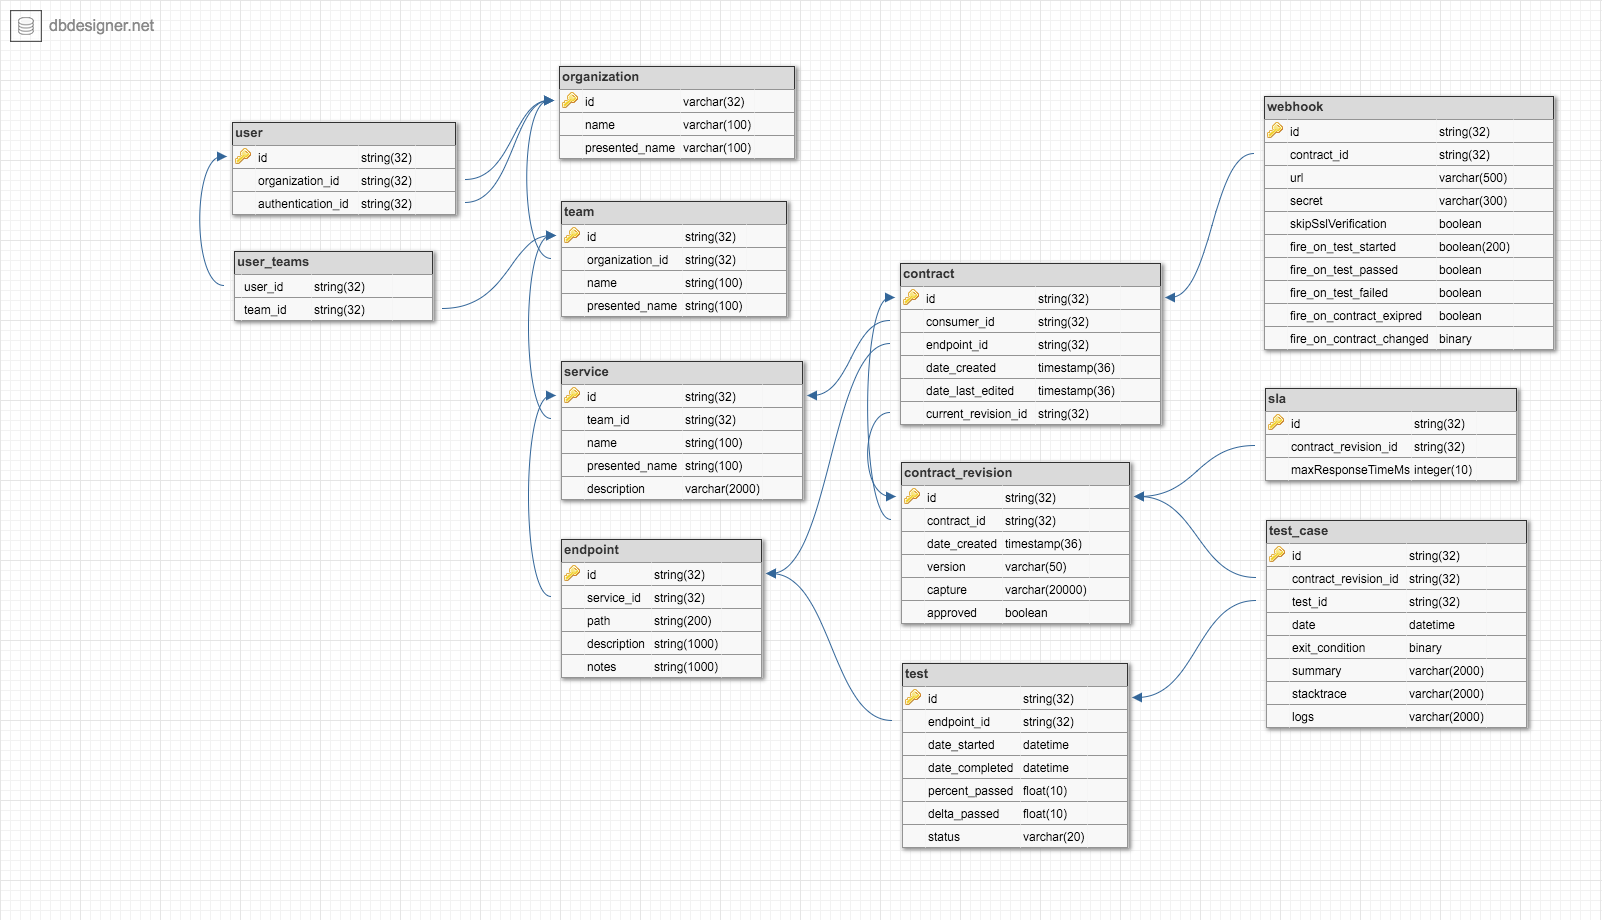 dbdesigner.net
organization
id varchar(32)
name varchar(100)
presented_name varchar(100)
user
id string(32)
organization_id string(32)
authentication_id string(32)
user_teams
user_id string(32)
team_id string(32)
team
id string(32)
organization_id string(32)
name string(100)
presented_name string(100)
service
id string(32)
team_id string(32)
name string(100)
presented_name string(100)
description varchar(2000)
endpoint
id string(32)
service_id string(32)
path string(200)
description string(1000)
notes string(1000)
contract
id string(32)
consumer_id string(32)
endpoint_id string(32)
date_created timestamp(36)
date_last_edited timestamp(36)
current_revision_id string(32)
contract_revision
id string(32)
contract_id string(32)
date_created timestamp(36)
version varchar(50)
capture varchar(20000)
approved boolean
test
id string(32)
endpoint_id string(32)
date_started datetime
date_completed datetime
percent_passed float(10)
delta_passed float(10)
status varchar(20)
webhook
id string(32)
contract_id string(32)
url varchar(500)
secret varchar(300)
skipSslVerification boolean
fire_on_test_started boolean(200)
fire_on_test_passed boolean
fire_on_test_failed boolean
fire_on_contract_exipred boolean
fire_on_contract_changed binary
sla
id string(32)
contract_revision_id string(32)
maxResponseTimeMs integer(10)
test_case
id string(32)
contract_revision_id string(32)
test_id string(32)
date datetime
exit_condition binary
summary varchar(2000)
stacktrace varchar(2000)
logs varchar(2000)